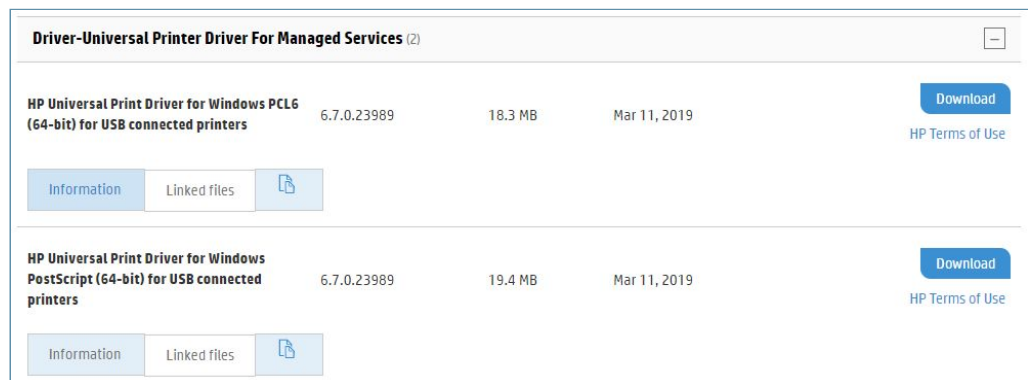 Driver-Universal Printer Driver For Managed Services (2)
HP Universal Print Driver for Windows PCL6
(64-bit) for USB connected printers
6.7.0.23989
18.3 MB
Mar 11, 2019
Download
HP Terms of Use
Information
Linked files
HP Universal Print Driver for Windows
PostScript (64-bit) for USB connected
printers
6.7.0.23989
19.4 MB
Mar 11, 2019
Download
HP Terms of Use
Information
Linked files